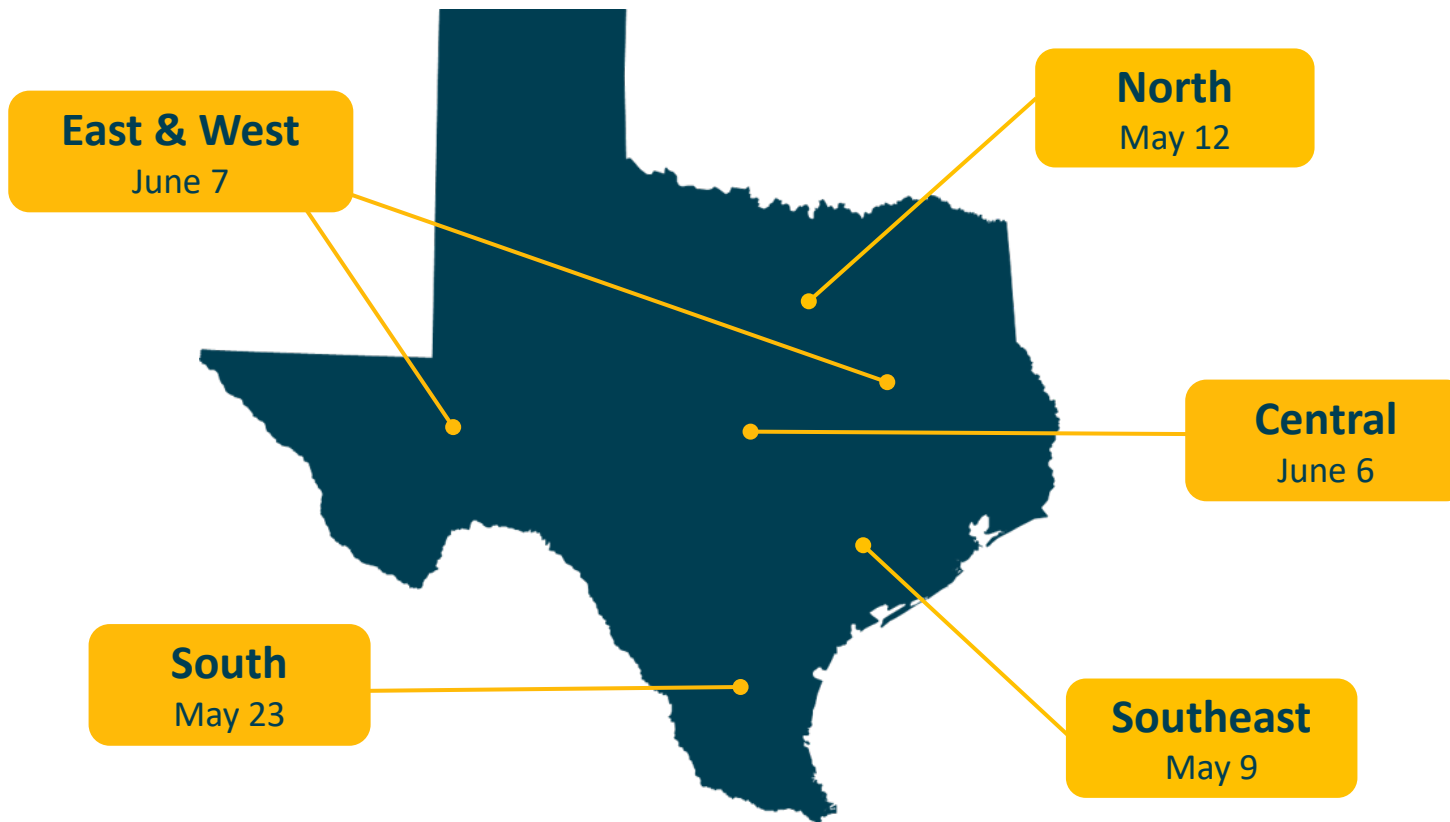 North
May 12
East & West
June 7
Central
June 6
South
May 23
Southeast
May 9